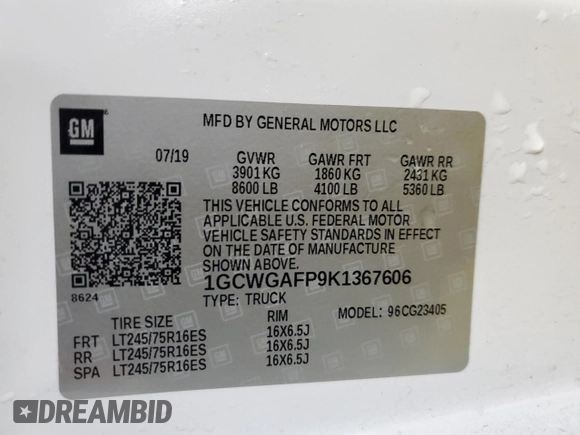 GM
MFD BY GENERAL MOTORS LLC
07/19 GVWR GAWR FRT GAWR RR
3901 KG 1860 KG 2431 KG
8600 LB 4100 LB 5360 LB
THIS VEHICLE CONFORMS TO ALL
APPLICABLE U.S. FEDERAL MOTOR
VEHICLE SAFETY STANDARDS IN EFFECT
ON THE DATE OF MANUFACTURE
1GCWGAFP9K1367606
8624
TYPE: TRUCK
TIRE SIZE RIM MODEL: 96CG23405
FRT LT245/75R16ES 16X6.5J
RR LT245/75R16ES 16X6.5J
SPA LT245/75R16ES 16X6.5J
DREAMBID